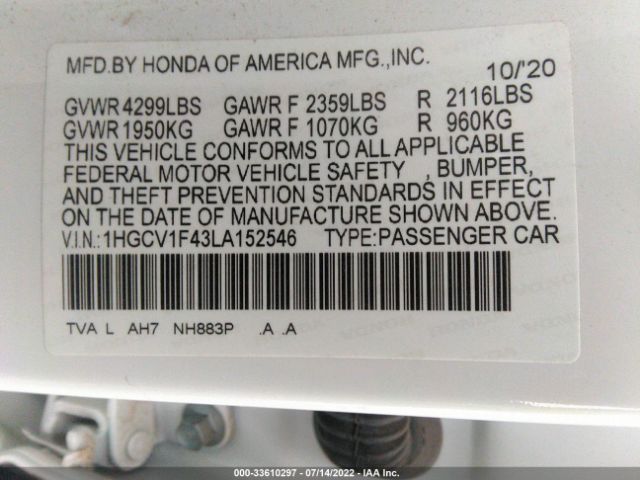 MFD.BY HONDA OF AMERICA MFG.,INC. 10/'20
GVWR 4299LBS GAWR F 2359LBS R 2116LBS
GVWR 1950KG GAWR F 1070KG R 960KG
THIS VEHICLE CONFORMS TO ALL APPLICABLE
FEDERAL MOTOR VEHICLE SAFETY , BUMPER,
AND THEFT PREVENTION STANDARDS IN EFFECT
ON THE DATE OF MANUFACTURE SHOWN ABOVE.
V.I.N.:1HGCV1F43LA152546 TYPE:PASSENGER CAR
TVA L AH7 NH883P .A .A
000-33610297 - 07/14/2022 - IAA Inc.